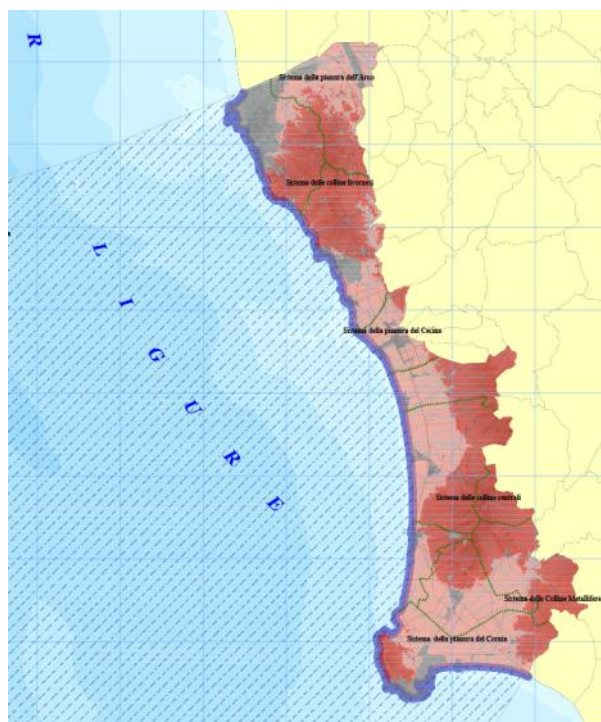 R
Sistema della pianura dell'Arno
Sistema delle colline livornesi
L I G U R E
Sistema della pianura del Cecina
Sistema delle colline centrali
Sistema delle Colline Metallifere
Sistema della pianura del Cornia